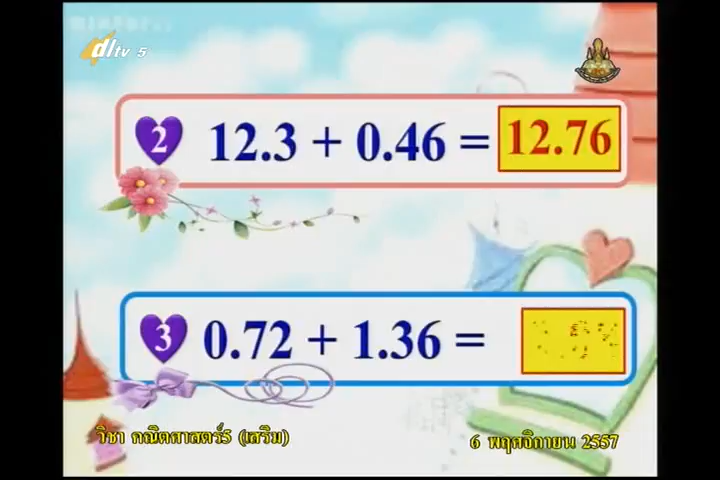 dltv 5
2 12.3 + 0.46 = 12.76
3 0.72 + 1.36 =
วิชา คณิตศาสตร์5 (เสริม)
6 พฤศจิกายน 2557